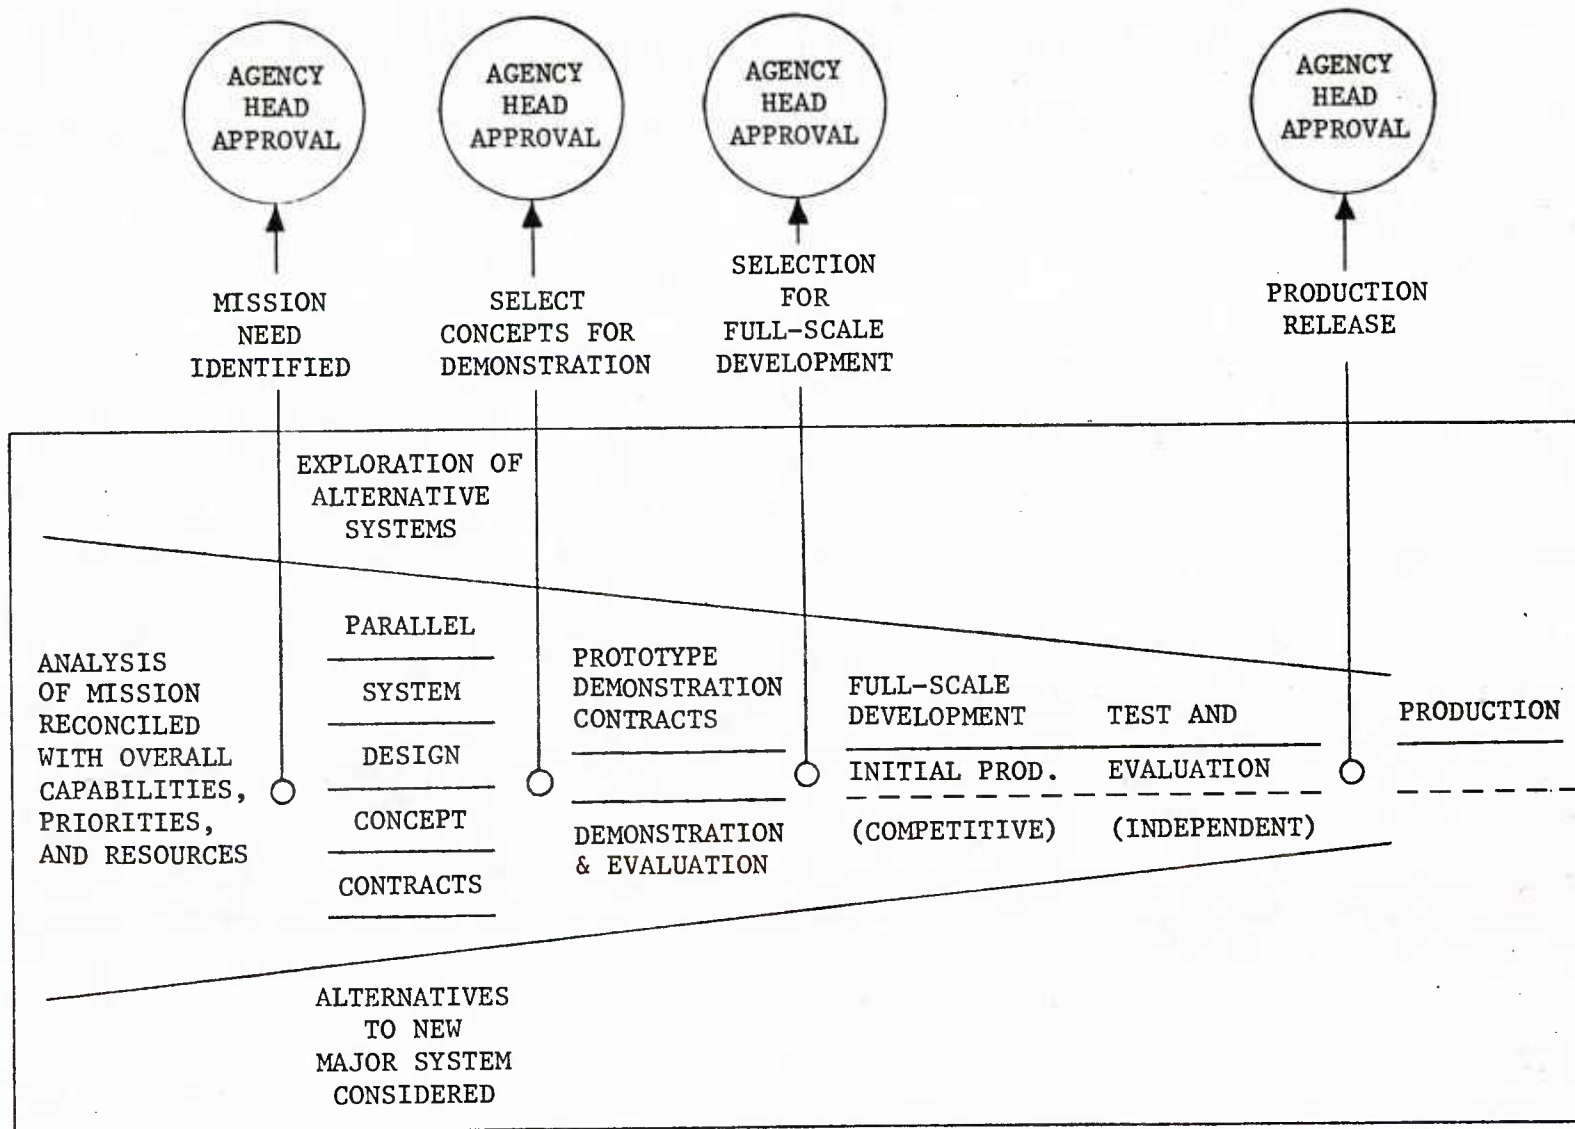 AGENCY
HEAD
APPROVAL
AGENCY
HEAD
APPROVAL
AGENCY
HEAD
APPROVAL
AGENCY
HEAD
APPROVAL
MISSION
NEED
IDENTIFIED
SELECT
CONCEPTS FOR
DEMONSTRATION
SELECTION
FOR
FULL-SCALE
DEVELOPMENT
PRODUCTION
RELEASE
EXPLORATION OF
ALTERNATIVE
SYSTEMS
ANALYSIS
OF MISSION
RECONCILED
WITH OVERALL
CAPABILITIES,
PRIORITIES,
AND RESOURCES
PARALLEL
SYSTEM
DESIGN
CONCEPT
CONTRACTS
PROTOTYPE
DEMONSTRATION
CONTRACTS
DEMONSTRATION
& EVALUATION
FULL-SCALE
DEVELOPMENT
INITIAL PROD.
(COMPETITIVE)
TEST AND
EVALUATION
(INDEPENDENT)
PRODUCTION
ALTERNATIVES
TO NEW
MAJOR SYSTEM
CONSIDERED